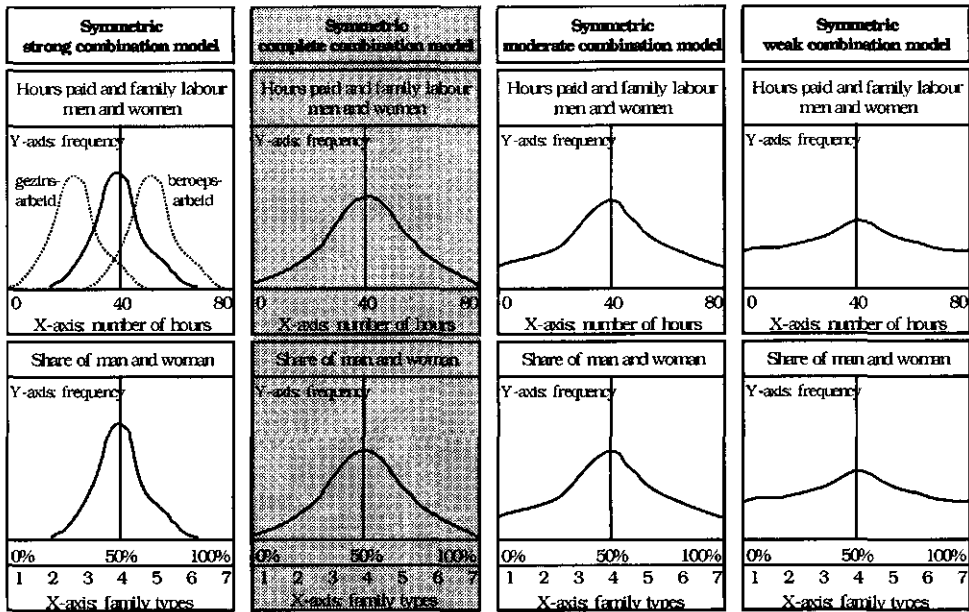 Symmetric
strong combination model
Hours paid and family labour
men and women
Y-axis: frequency
gezins-
arbeid
beroeps-
arbeid
0 40 80
X-axis: number of hours
Share of man and woman
Y-axis: frequency
0% 50% 100%
1 2 3 4 5 6 7
X-axis: family types
Symmetric
complete combination model
Hours paid and family labour
men and women
Y-axis: frequency
0 40 80
X-axis: number of hours
Share of man and woman
Y-axis: frequency
0% 50% 100%
1 2 3 4 5 6 7
X-axis: family types
Symmetric
moderate combination model
Hours paid and family labour
men and women
Y-axis: frequency
0 40 80
X-axis: number of hours
Share of man and woman
Y-axis: frequency
0% 50% 100%
1 2 3 4 5 6 7
X-axis: family types
Symmetric
weak combination model
Hours paid and family labour
men and women
Y-axis: frequency
0 40 80
X-axis: number of hours
Share of man and woman
Y-axis: frequency
0% 50% 100%
1 2 3 4 5 6 7
X-axis: family types